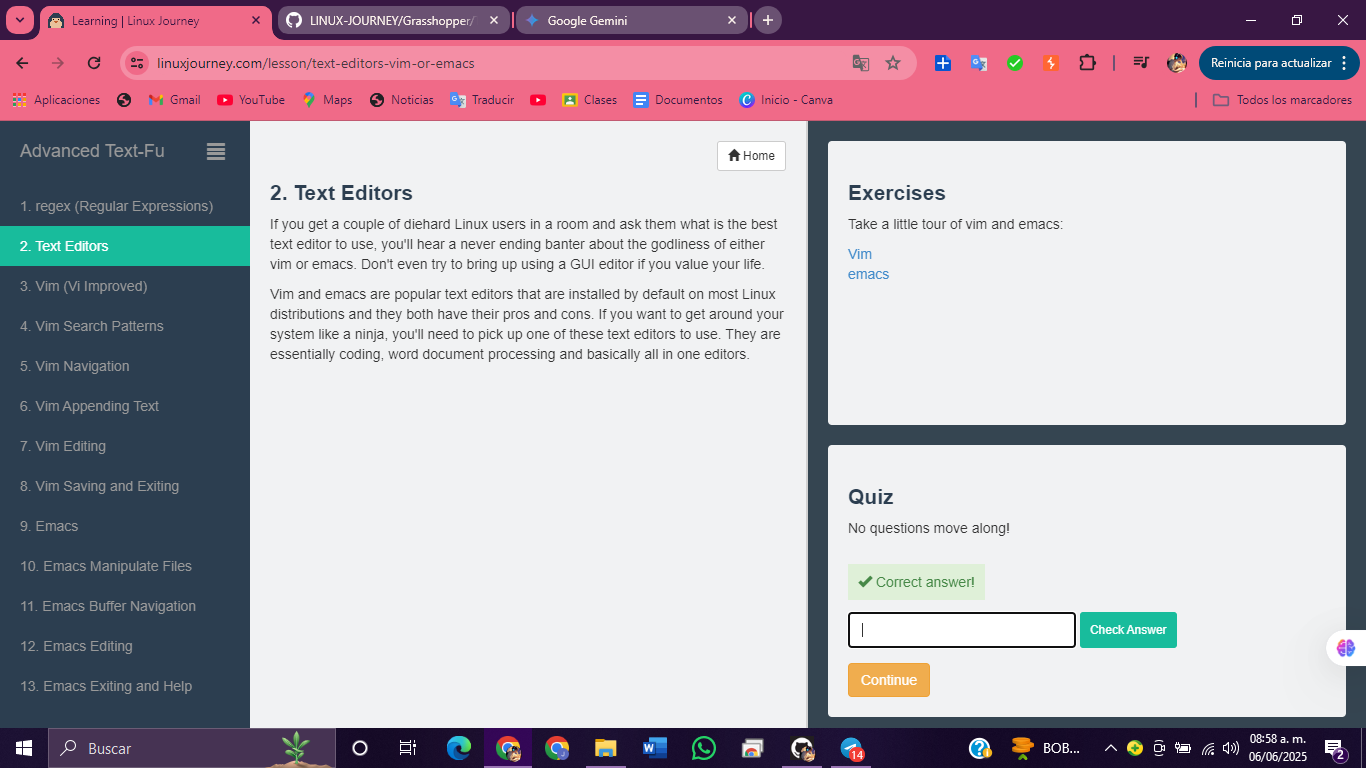 Learning | Linux Journey
LINUX-JOURNEY/Grasshopper/
Google Gemini
linuxjourney.com/lesson/text-editors-vim-or-emacs
Reinicia para actualizar
Aplicaciones
Gmail
YouTube
Maps
Noticias
Traducir
Clases
Documentos
Inicio - Canva
Todos los marcadores
Advanced Text-Fu
1. regex (Regular Expressions)
2. Text Editors
3. Vim (Vi Improved)
4. Vim Search Patterns
5. Vim Navigation
6. Vim Appending Text
7. Vim Editing
8. Vim Saving and Exiting
9. Emacs
10. Emacs Manipulate Files
11. Emacs Buffer Navigation
12. Emacs Editing
13. Emacs Exiting and Help
Home
2. Text Editors
If you get a couple of diehard Linux users in a room and ask them what is the best
text editor to use, you'll hear a never ending banter about the godliness of either
vim or emacs. Don't even try to bring up using a GUI editor if you value your life.
Vim and emacs are popular text editors that are installed by default on most Linux
distributions and they both have their pros and cons. If you want to get around your
system like a ninja, you'll need to pick up one of these text editors to use. They are
essentially coding, word document processing and basically all in one editors.
Exercises
Take a little tour of vim and emacs:
Vim
emacs
Quiz
No questions move along!
Correct answer!
Check Answer
Continue
Buscar
14
BOB...
08:58 a. m.
06/06/2025
2